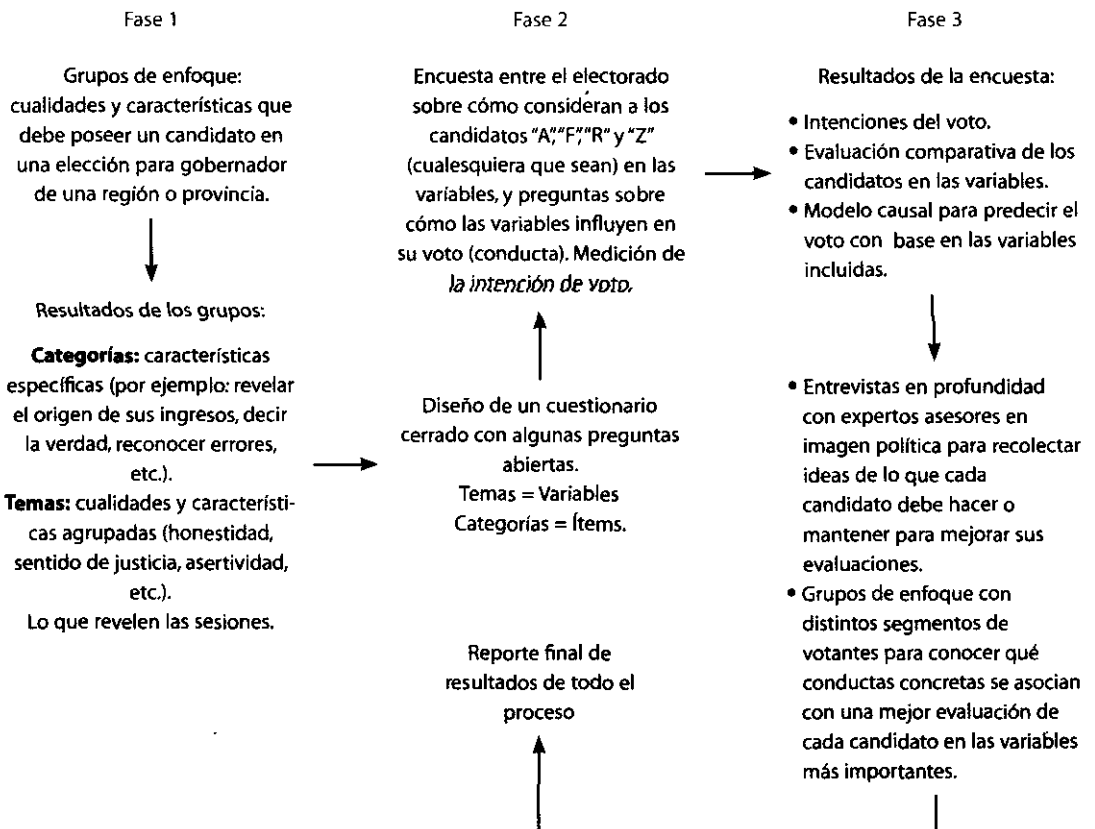 Fase 1
Grupos de enfoque:
cualidades y características que
debe poseer un candidato en
una elección para gobernador
de una región o provincia.
Resultados de los grupos:
Categorías: características
específicas (por ejemplo: revelar
el origen de sus ingresos, decir
la verdad, reconocer errores,
etc.).
Temas: cualidades y característi-
cas agrupadas (honestidad,
sentido de justicia, asertividad,
etc.).
Lo que revelen las sesiones.
Fase 2
Encuesta entre el electorado
sobre cómo consideran a los
candidatos "A", "F", "R" y "Z"
(cualesquiera que sean) en las
variables, y preguntas sobre
cómo las variables influyen en
su voto (conducta). Medición de
la intención de voto.
Diseño de un cuestionario
cerrado con algunas preguntas
abiertas.
Temas = Variables
Categorías = Ítems.
Reporte final de
resultados de todo el
proceso
Fase 3
Resultados de la encuesta:
• Intenciones del voto.
• Evaluación comparativa de los
candidatos en las variables.
• Modelo causal para predecir el
voto con base en las variables
incluidas.
• Entrevistas en profundidad
con expertos asesores en
imagen política para recolectar
ideas de lo que cada
candidato debe hacer o
mantener para mejorar sus
evaluaciones.
• Grupos de enfoque con
distintos segmentos de
votantes para conocer qué
conductas concretas se asocian
con una mejor evaluación de
cada candidato en las variables
más importantes.